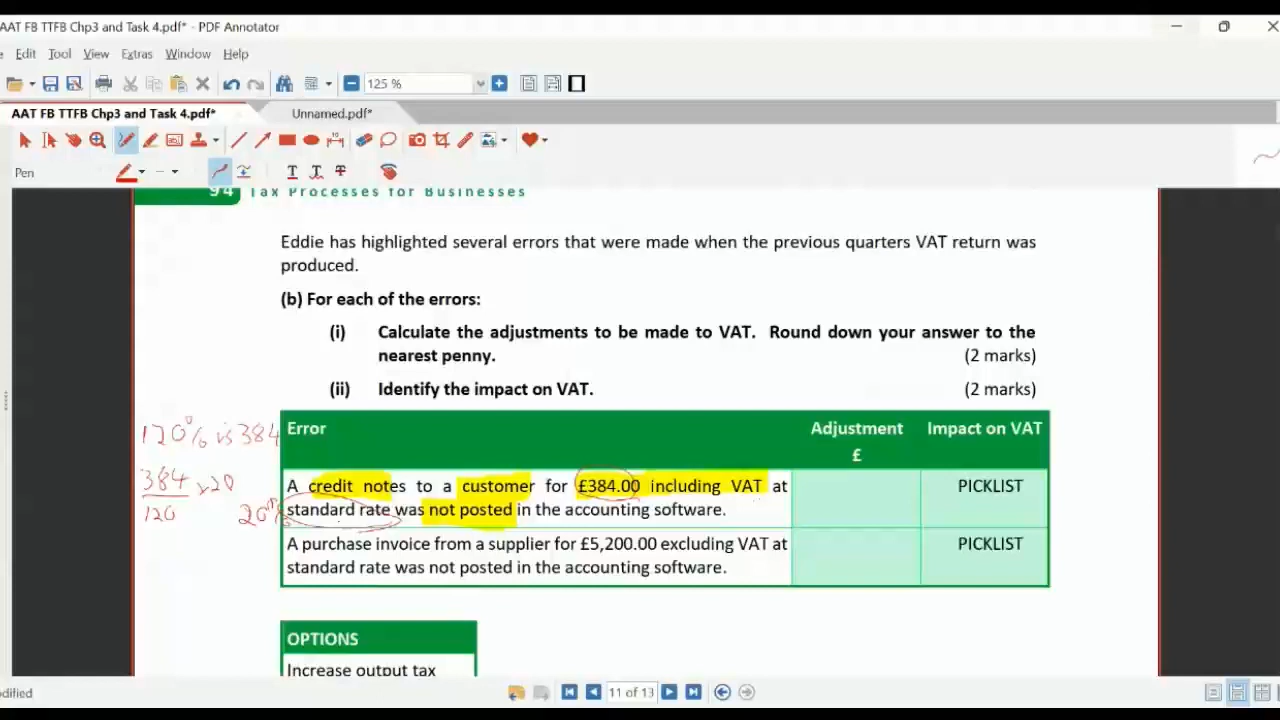 AAT FB TTFB Chp3 and Task 4.pdf* - PDF Annotator
Edit Tool View Extras Window Help
125 %
AAT FB TTFB Chp3 and Task 4.pdf* Unnamed.pdf*
Pen
94 Tax Processes for Businesses
Eddie has highlighted several errors that were made when the previous quarters VAT return was
produced.
(b) For each of the errors:
(i) Calculate the adjustments to be made to VAT. Round down your answer to the
nearest penny. (2 marks)
(ii) Identify the impact on VAT. (2 marks)
120% is 384
384 x20
120
20%
Error Adjustment £ Impact on VAT
A credit notes to a customer for £384.00 including VAT at
standard rate was not posted in the accounting software.
PICKLIST
A purchase invoice from a supplier for £5,200.00 excluding VAT at
standard rate was not posted in the accounting software.
PICKLIST
OPTIONS
Increase output tax
odified
11 of 13